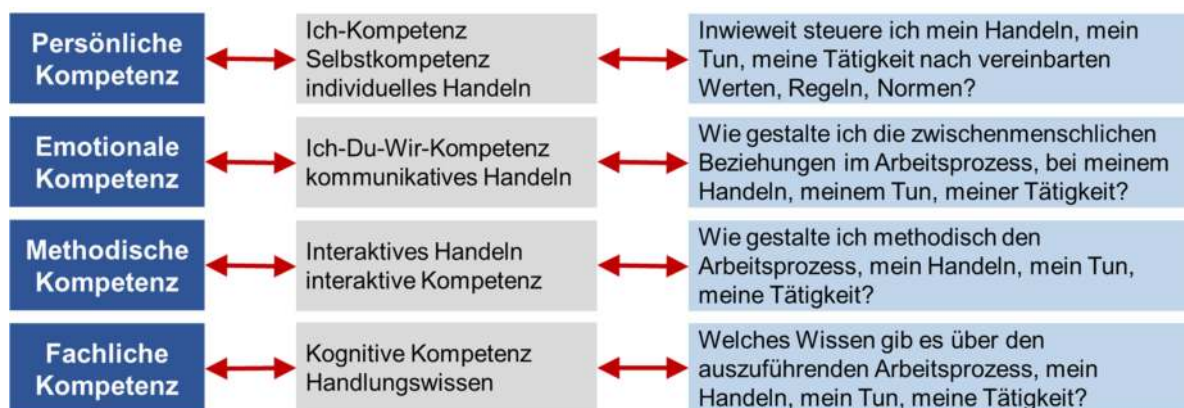 Persönliche
Kompetenz
Ich-Kompetenz
Selbstkompetenz
individuelles Handeln
Inwieweit steuere ich mein Handeln, mein
Tun, meine Tätigkeit nach vereinbarten
Werten, Regeln, Normen?
Emotionale
Kompetenz
Ich-Du-Wir-Kompetenz
kommunikatives Handeln
Wie gestalte ich die zwischenmenschlichen
Beziehungen im Arbeitsprozess, bei meinem
Handeln, meinem Tun, meiner Tätigkeit?
Methodische
Kompetenz
Interaktives Handeln
interaktive Kompetenz
Wie gestalte ich methodisch den
Arbeitsprozess, mein Handeln, mein Tun,
meine Tätigkeit?
Fachliche
Kompetenz
Kognitive Kompetenz
Handlungswissen
Welches Wissen gib es über den
auszuführenden Arbeitsprozess, mein
Handeln, mein Tun, meine Tätigkeit?